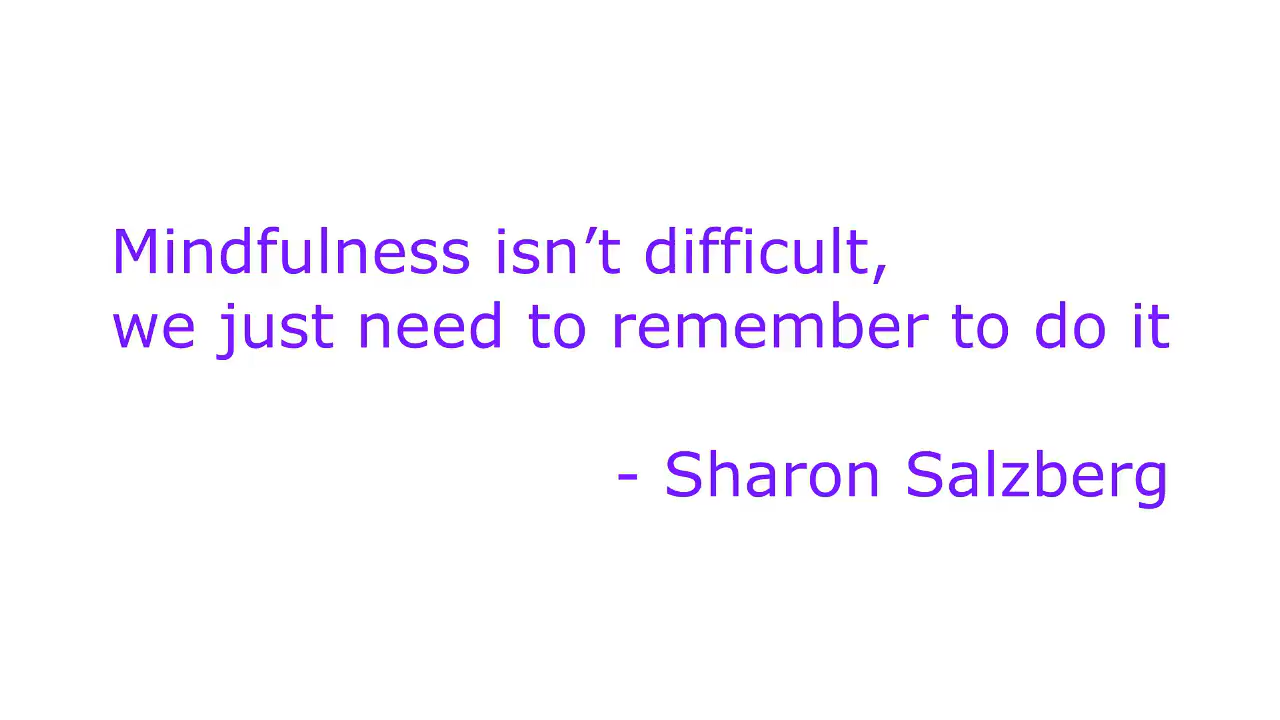 Mindfulness isn’t difficult,
we just need to remember to do it
- Sharon Salzberg